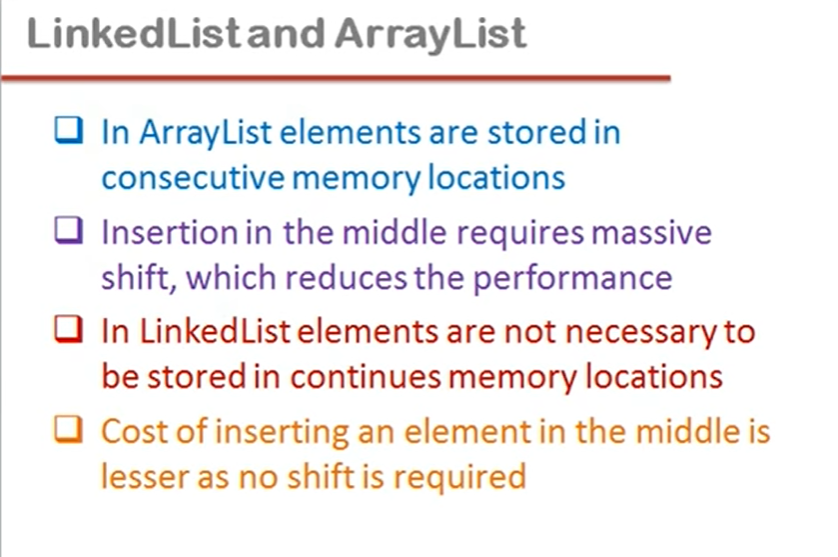 LinkedList and ArrayList
❑ In ArrayList elements are stored in
consecutive memory locations
❑ Insertion in the middle requires massive
shift, which reduces the performance
❑ In LinkedList elements are not necessary to
be stored in continues memory locations
❑ Cost of inserting an element in the middle is
lesser as no shift is required